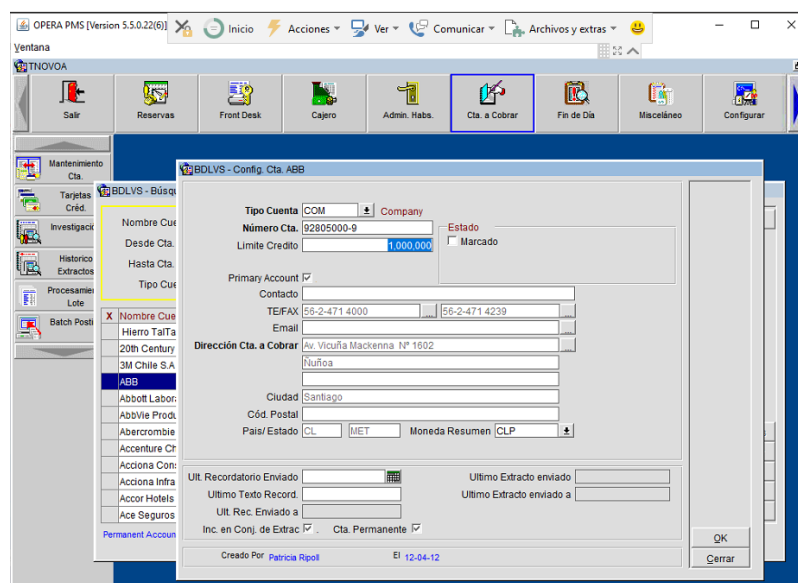 OPERA PMS [Version 5.5.0.22(6)]
Inicio
Acciones
Ver
Comunicar
Archivos y extras
Ventana
TNOVOA
Salir
Reservas
Front Desk
Cajero
Admin. Habs.
Cta. a Cobrar
Fin de Día
Misceláneo
Configurar
Mantenimiento
Cta.
Tarjetas
Créd.
Historico
Extractos
Lote
BDLVS - Config. Cta. ABB
Tipo Cuenta COM Company
Número Cta. 92805000-9
Estado
Limite Credito 1,000,000
Marcado
Primary Account
Contacto
TE/FAX 56-2-471 4000 ... 56-2-471 4239 ...
Email ...
Dirección Cta. a Cobrar Av. Vicuña Mackenna Nº 1602 ...
Ñuñoa
Ciudad Santiago
Cód. Postal
Pais/ Estado CL MET Moneda Resumen CLP
Ult. Recordatorio Enviado
Ultimo Extracto enviado
Ultimo Texto Record.
Ultimo Extracto enviado a
Ult. Rec. Enviado a
Inc. en Conj. de Extrac . Cta. Permanente
Creado Por Patricia Ripoll El 12-04-12
OK
Cerrar
BDLVS - Búsqu
Nombre Cue
Desde Cta.
Hasta Cta.
Tipo Cue
X Nombre Cue
Hierro TalTa
20th Century
3M Chile S.A
ABB
Abbott Labor
AbbVie Produ
Abercrombie
Accenture Ch
Acciona Con
Acciona Infra
Accor Hotels
Ace Seguros
Permanent Accoun